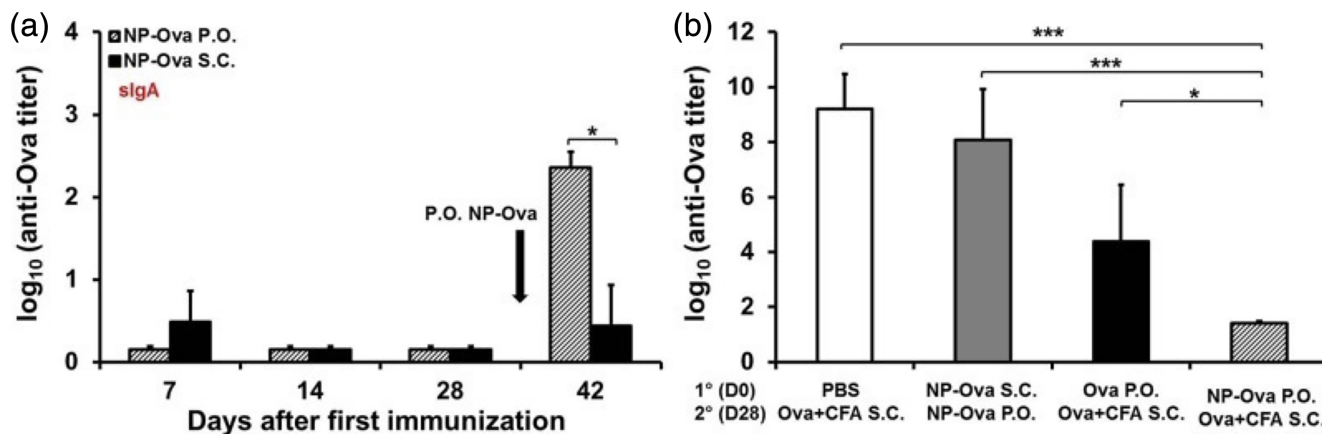 (a)
4
3
2
1
0
log10 (anti-Ova titer)
NP-Ova P.O.
NP-Ova S.C.
sIgA
P.O. NP-Ova
*
7 14 28 42
Days after first immunization
(b)
12
10
8
6
4
2
0
log10 (anti-Ova titer)
***
***
*
1° (D0) PBS NP-Ova S.C. Ova P.O. NP-Ova P.O.
2° (D28) Ova+CFA S.C. NP-Ova P.O. Ova+CFA S.C. Ova+CFA S.C.